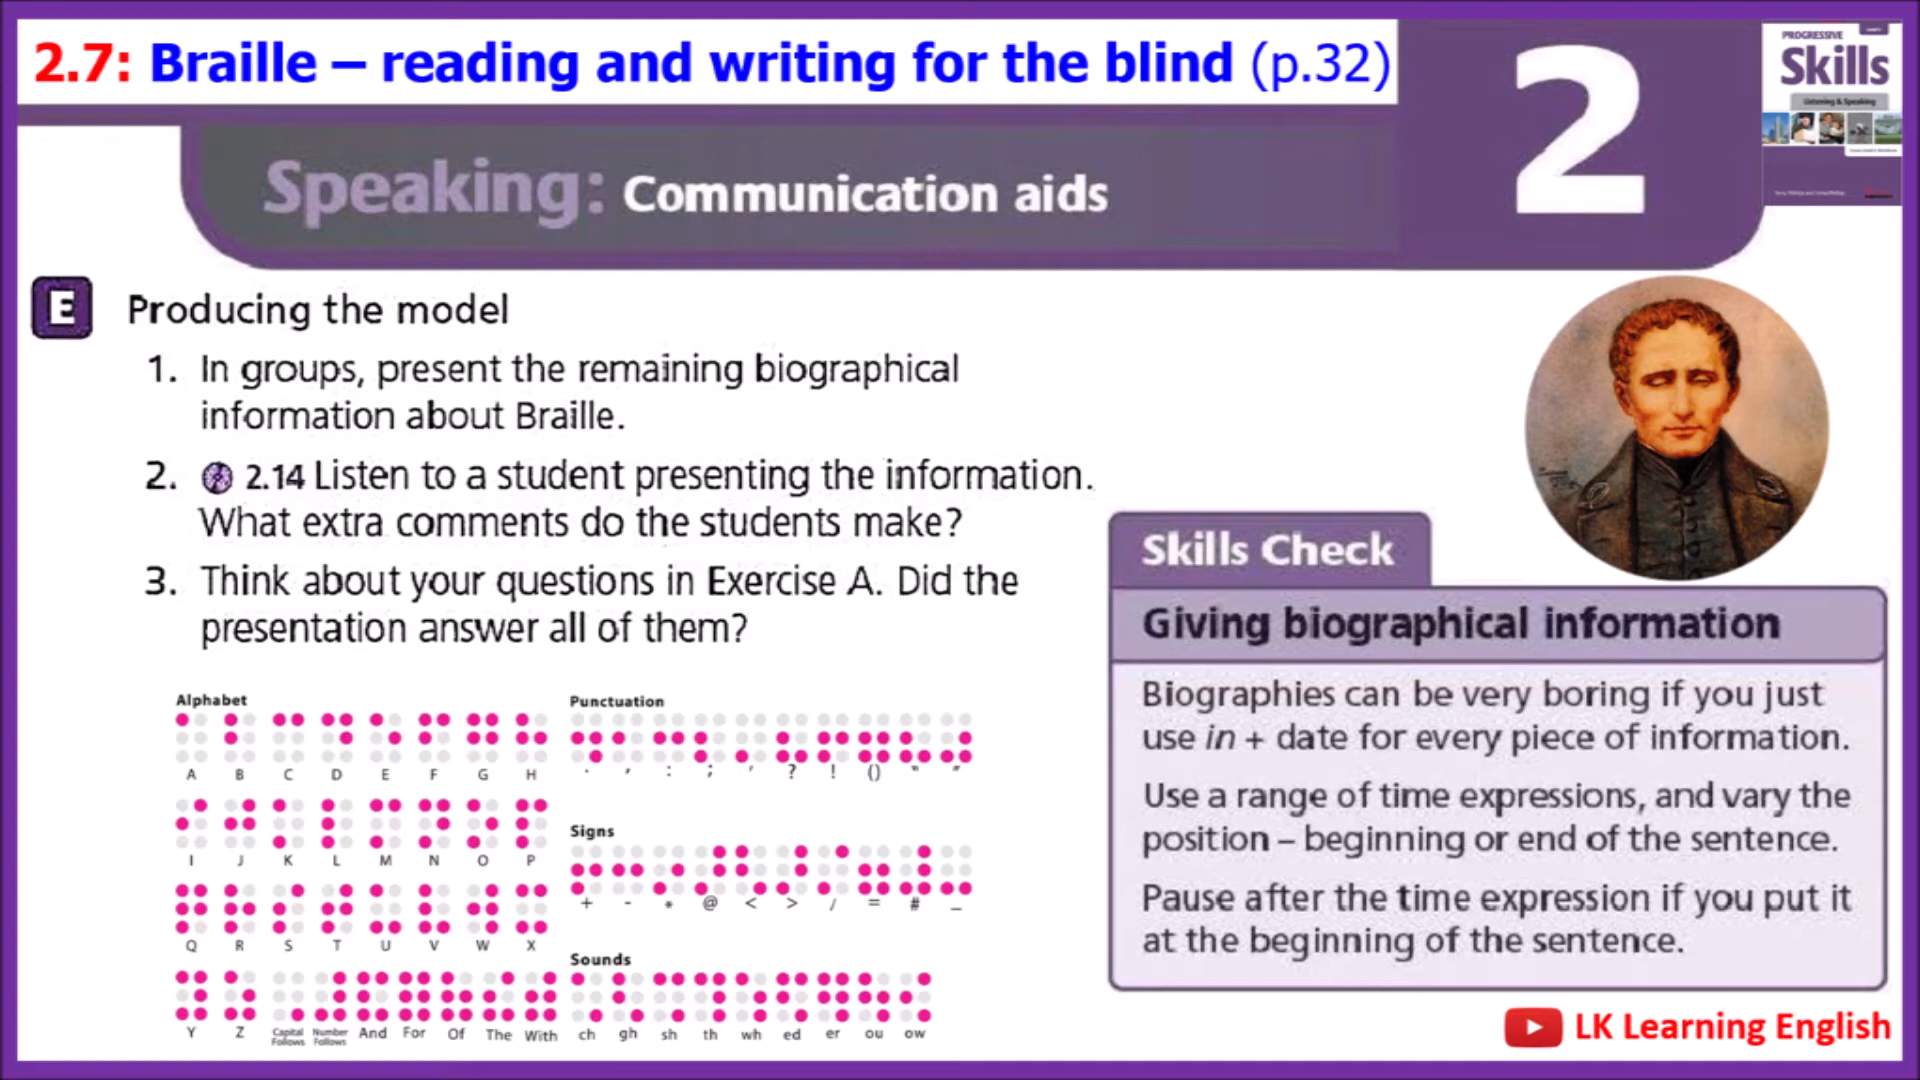 2.7: Braille – reading and writing for the blind (p.32)
2
PROGRESSIVE
Skills
Listening & Speaking
Speaking: Communication aids
E Producing the model
1. In groups, present the remaining biographical
information about Braille.
2. 2.14 Listen to a student presenting the information.
What extra comments do the students make?
3. Think about your questions in Exercise A. Did the
presentation answer all of them?
Skills Check
Giving biographical information
Biographies can be very boring if you just
use in + date for every piece of information.
Use a range of time expressions, and vary the
position – beginning or end of the sentence.
Pause after the time expression if you put it
at the beginning of the sentence.
Alphabet
A B C D E F G H
I J K L M N O P
Q R S T U V W X
Y Z Capital Follows Number Follows And For Of The With
Punctuation
. , : ; ' ? ! () “ ”
Signs
+ - * @ < > / = # _
Sounds
ch gh sh th wh ed er ou ow
LK Learning English